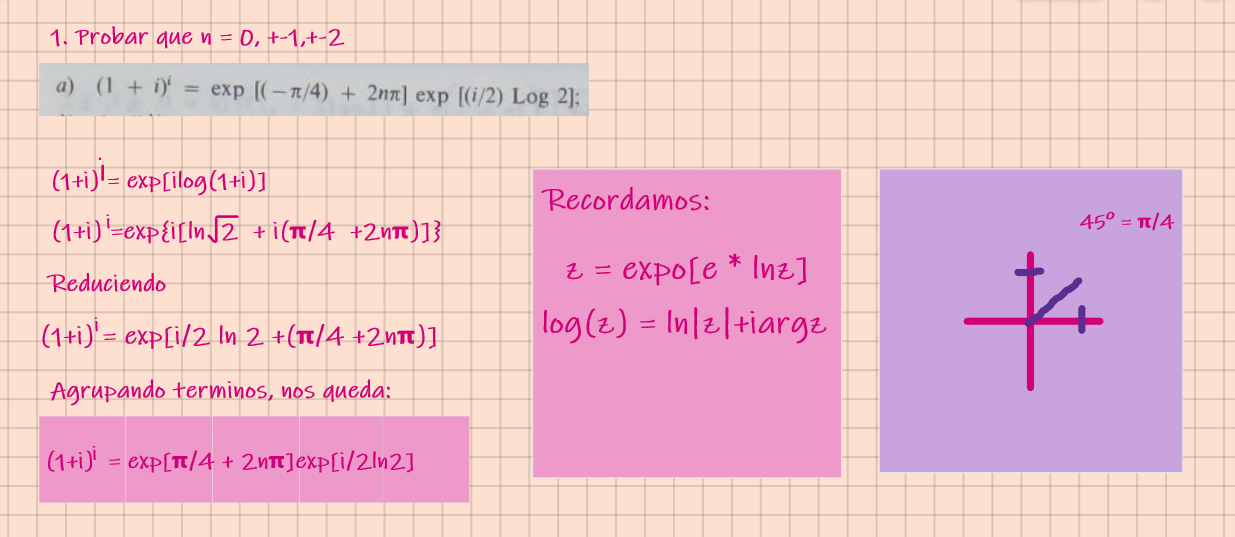 1. Probar que n = 0, +-1,+-2
a) (1 + i)ⁱ = exp [(−π/4) + 2nπ] exp [(i/2) Log 2];
(1+i)ⁱ= exp[ilog(1+i)]
(1+i)ⁱ=exp{i[ln√2 + i(π/4 +2nπ)]}
Reduciendo
(1+i)ⁱ= exp[i/2 ln 2 +(π/4 +2nπ)]
Agrupando terminos, nos queda:
(1+i)ⁱ = exp[π/4 + 2nπ]exp[i/2ln2]
Recordamos:
z = expo[e * lnz]
log(z) = ln|z|+iargz
45º = π/4